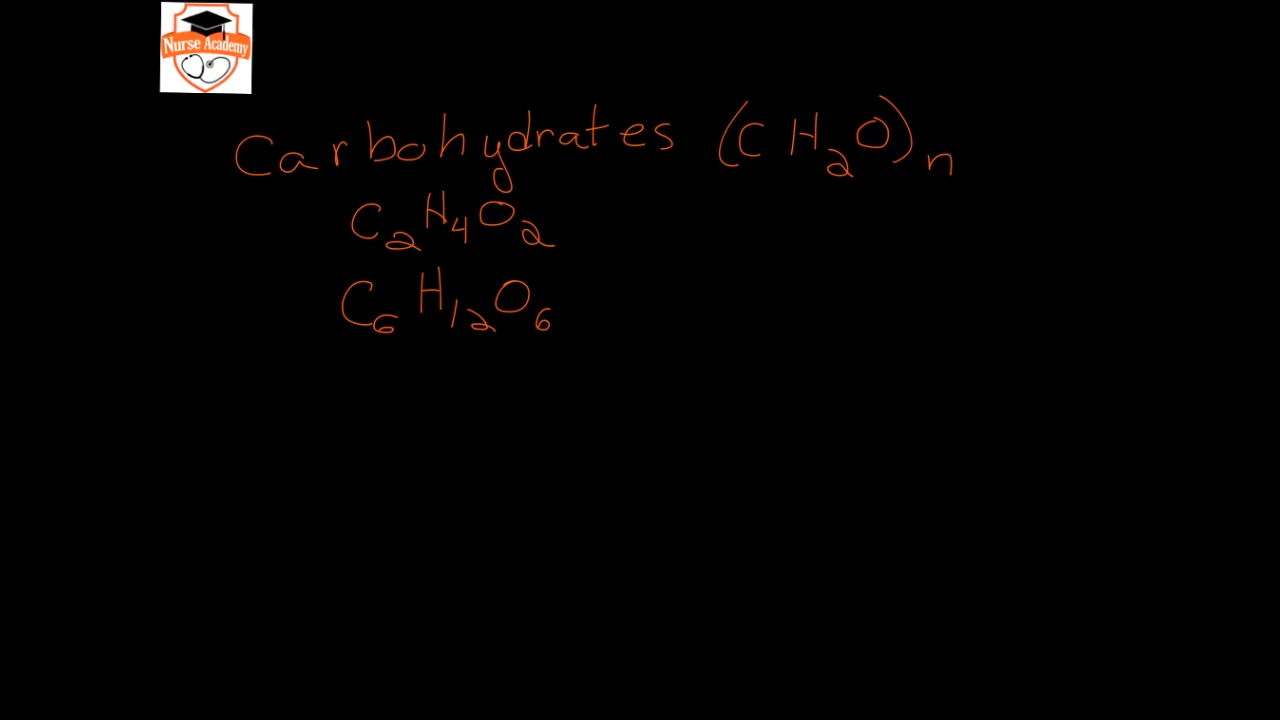 Nurse Academy
Carbohydrates (CH₂O)n
C₂H₄O₂
C₆H₁₂O₆